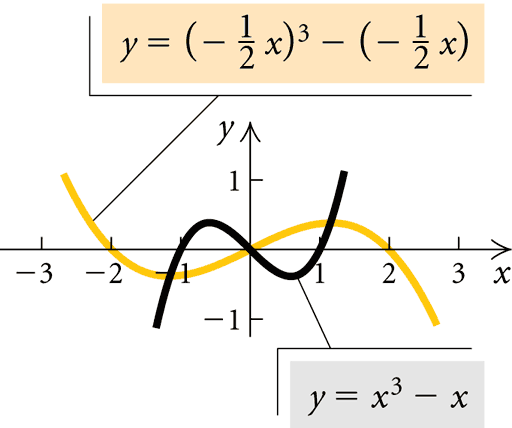 y = (− 1/2 x)³ − (− 1/2 x)
y
1
−3 −2 −1 1 2 3 x
−1
y = x³ − x